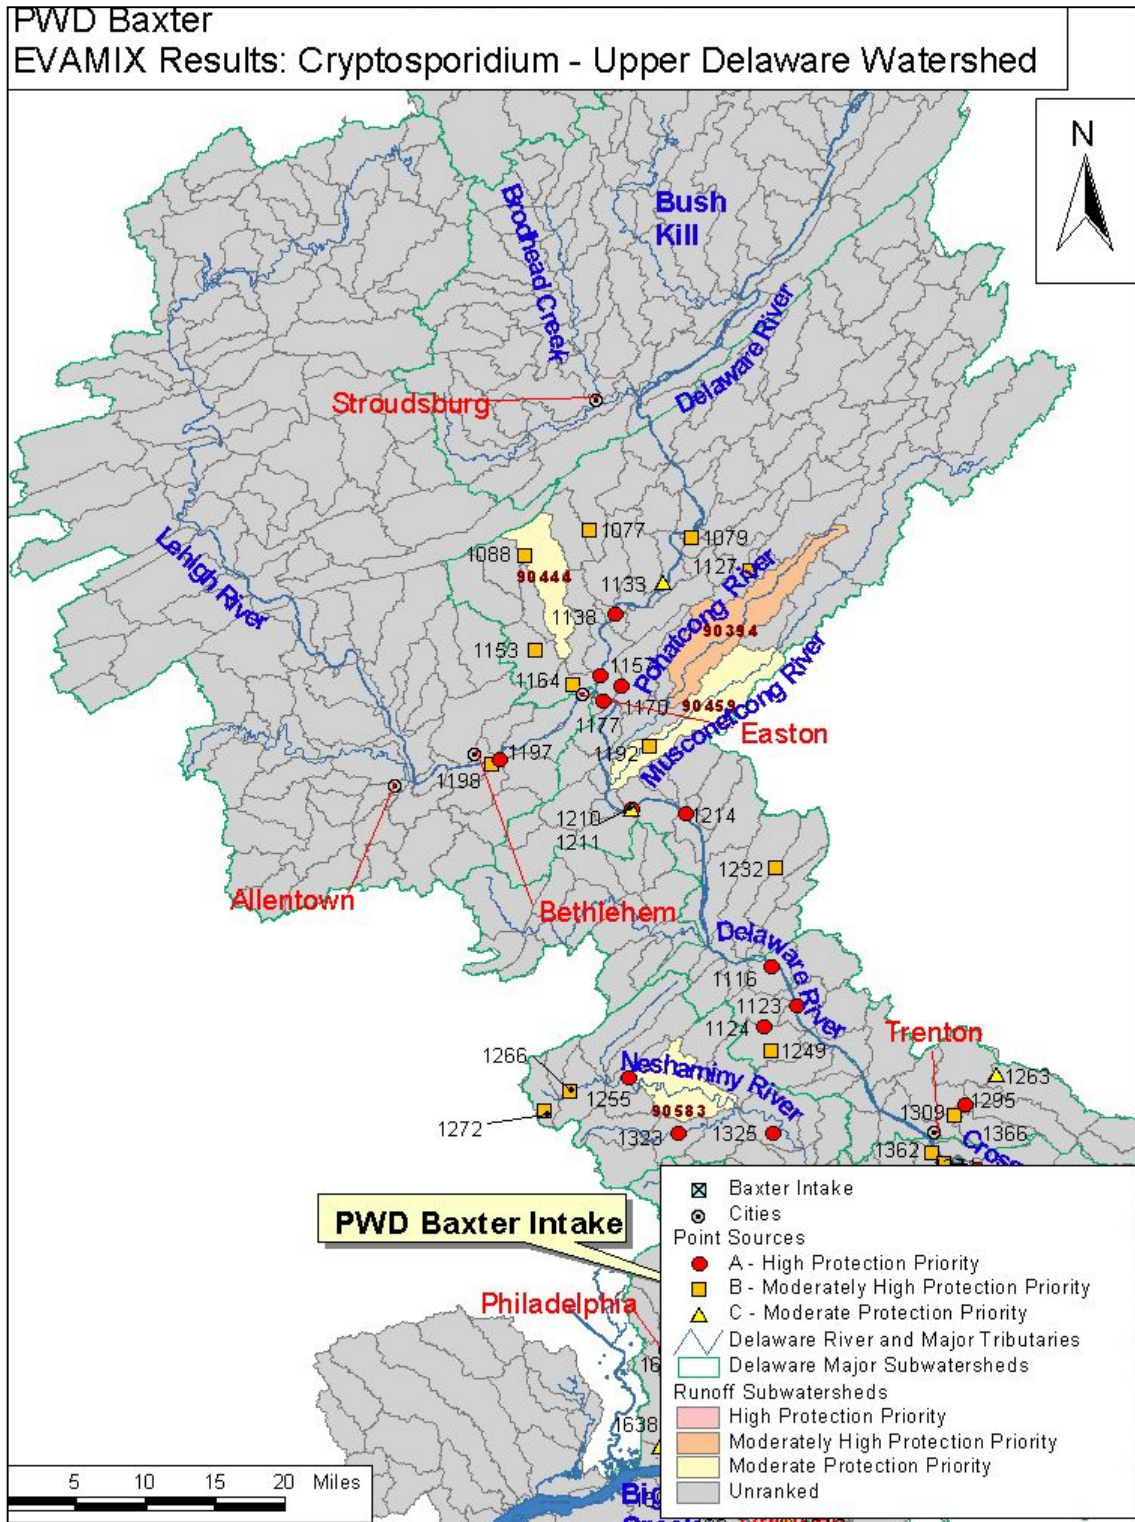 PWD Baxter
EVAMIX Results: Cryptosporidium - Upper Delaware Watershed
N
Bush
Kill
Brodhead Creek
Delaware River
Stroudsburg
1077
1079
1088
90444
1127
1133
Lehigh River
1138
Pohatcong River
90394
1153
1157
1164
1170
90459
1177
Musconetcong River
Easton
1192
1197
1198
1210
1214
1211
1232
Allentown
Bethlehem
Delaware River
1116
1123
1124
Trenton
1249
1266
Neshaminy River
1263
1255
90583
1295
1309
1272
1323
1325
1366
1362
PWD Baxter Intake
Philadelphia
1638
Baxter Intake
Cities
Point Sources
A - High Protection Priority
B - Moderately High Protection Priority
C - Moderate Protection Priority
Delaware River and Major Tributaries
Delaware Major Subwatersheds
Runoff Subwatersheds
High Protection Priority
Moderately High Protection Priority
Moderate Protection Priority
Unranked
5 10 15 20 Miles